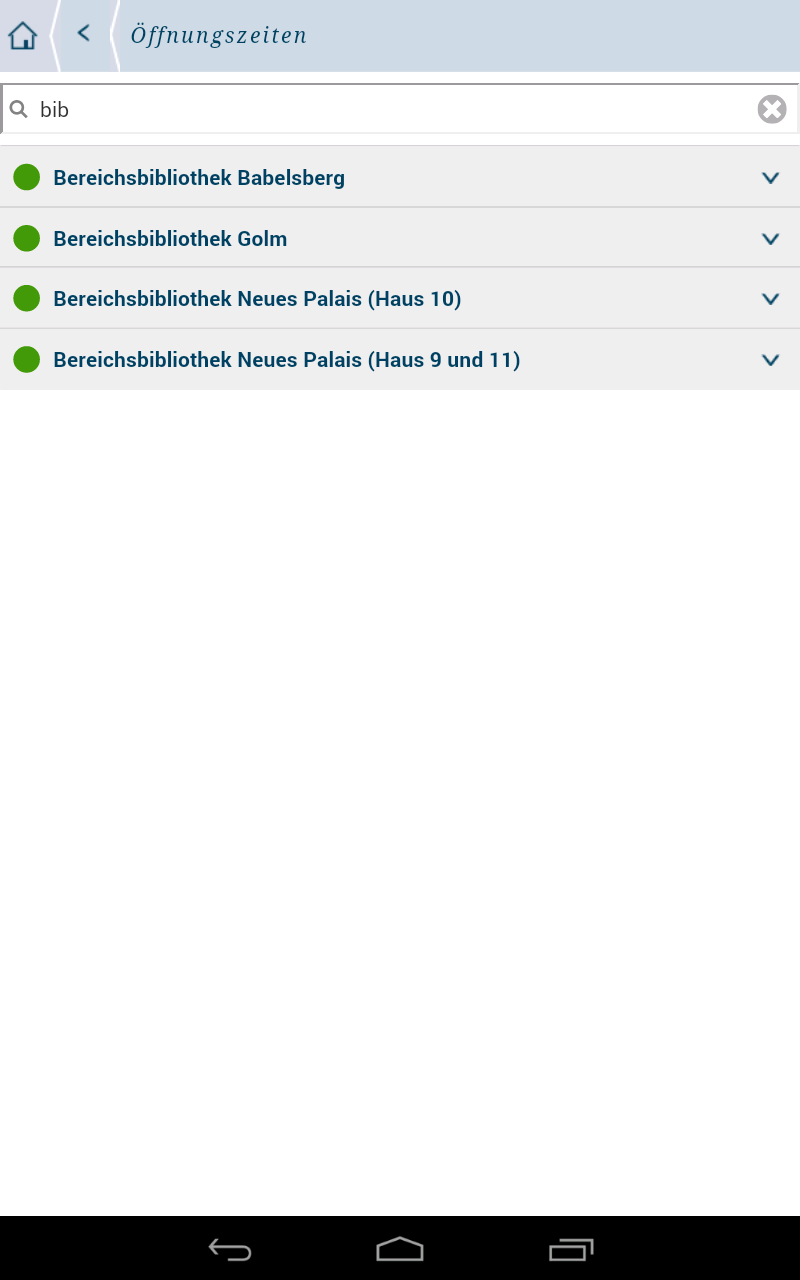 Öffnungszeiten
bib
Bereichsbibliothek Babelsberg
Bereichsbibliothek Golm
Bereichsbibliothek Neues Palais (Haus 10)
Bereichsbibliothek Neues Palais (Haus 9 und 11)